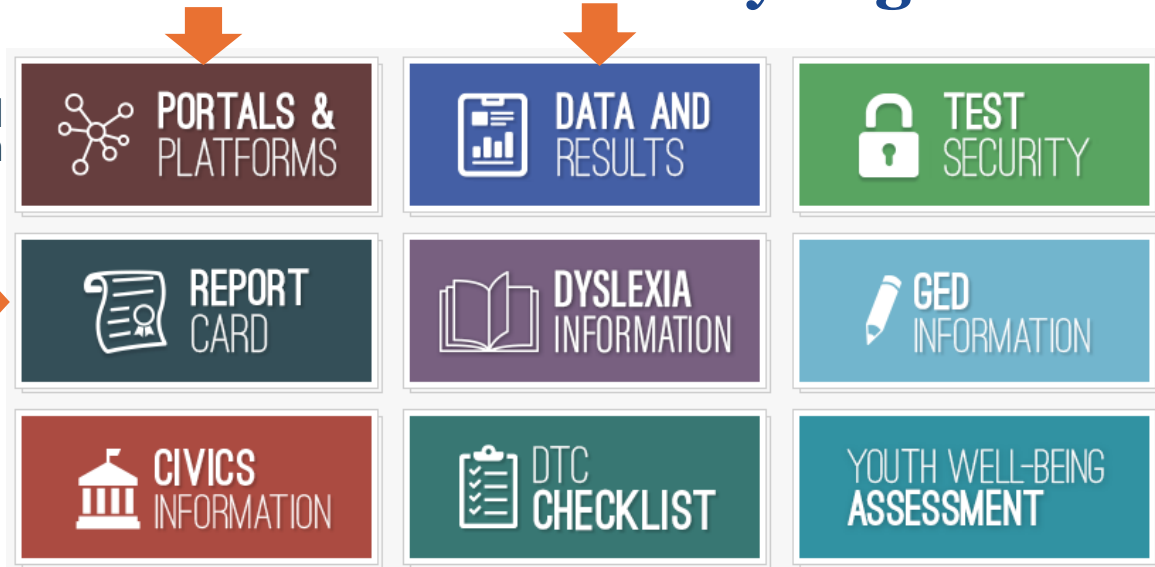 PORTALS &
PLATFORMS
DATA AND
RESULTS
TEST
SECURITY
REPORT
CARD
DYSLEXIA
INFORMATION
GED
INFORMATION
CIVICS
INFORMATION
DTC
CHECKLIST
YOUTH WELL-BEING
ASSESSMENT